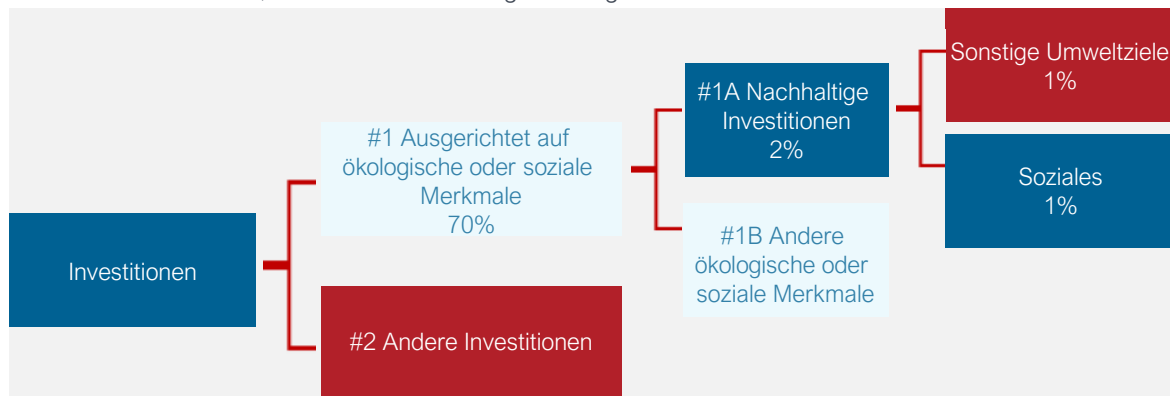 Investitionen
#1 Ausgerichtet auf
ökologische oder soziale
Merkmale
70%
#2 Andere Investitionen
#1A Nachhaltige
Investitionen
2%
#1B Andere
ökologische oder
soziale Merkmale
Sonstige Umweltziele
1%
Soziales
1%